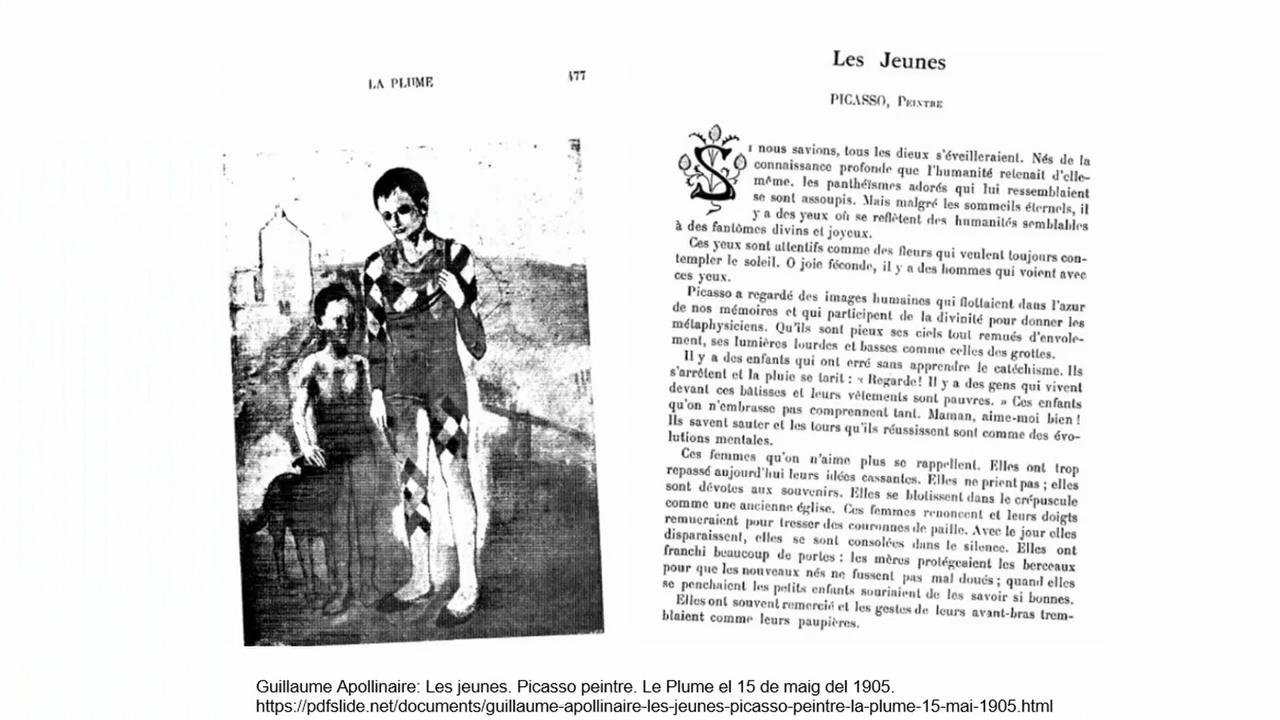 LA PLUME
477
Les Jeunes
PICASSO, Peintre
SI nous savions, tous les dieux s'éveilleraient. Nés de la
connaissance profonde que l'humanité retenait d'elle-
même, les panthéismes adorés qui lui ressemblaient
se sont assoupis. Mais malgré les sommeils éternels, il
y a des yeux où se reflètent des humanités semblables
à des fantômes divins et joyeux.
Ces yeux sont attentifs comme des fleurs qui veulent toujours con-
templer le soleil. O joie féconde, il y a des hommes qui voient avec
ces yeux.
Picasso a regardé des images humaines qui flottaient dans l'azur
de nos mémoires et qui participent de la divinité pour donner les
métaphysiciens. Qu'ils sont pieux ses ciels tout remués d'envole-
ment, ses lumières lourdes et basses comme celles des grottes.
Il y a des enfants qui ont erré sans apprendre le catéchisme. Ils
s'arrêtent et la pluie se tarit : « Regarde! Il y a des gens qui vivent
devant ces bâtisses et leurs vêtements sont pauvres. » Ces enfants
qu'on n'embrasse pas comprennent tant. Maman, aime-moi bien !
Ils savent sauter et les tours qu'ils réussissent sont comme des évo-
lutions mentales.
Ces femmes qu'on n'aime plus se rappellent. Elles ont trop
repassé aujourd'hui leurs idées cassantes. Elles ne prient pas ; elles
sont dévotes aux souvenirs. Elles se blotissent dans le crépuscule
comme une ancienne église. Ces femmes renoncent et leurs doigts
remueraient pour tresser des couronnes de paille. Avec le jour elles
disparaissent, elles se sont consolées dans le silence. Elles ont
franchi beaucoup de portes : les mères protégeaient les berceaux
pour que les nouveaux nés ne fussent pas mal doués ; quand elles
se penchaient les petits enfants souriaient de les savoir si bonnes.
Elles ont souvent remercié et les gestes de leurs avant-bras trem-
blaient comme leurs paupières.
Guillaume Apollinaire: Les jeunes. Picasso peintre. Le Plume el 15 de maig del 1905.
https://pdfslide.net/documents/guillaume-apollinaire-les-jeunes-picasso-peintre-la-plume-15-mai-1905.html